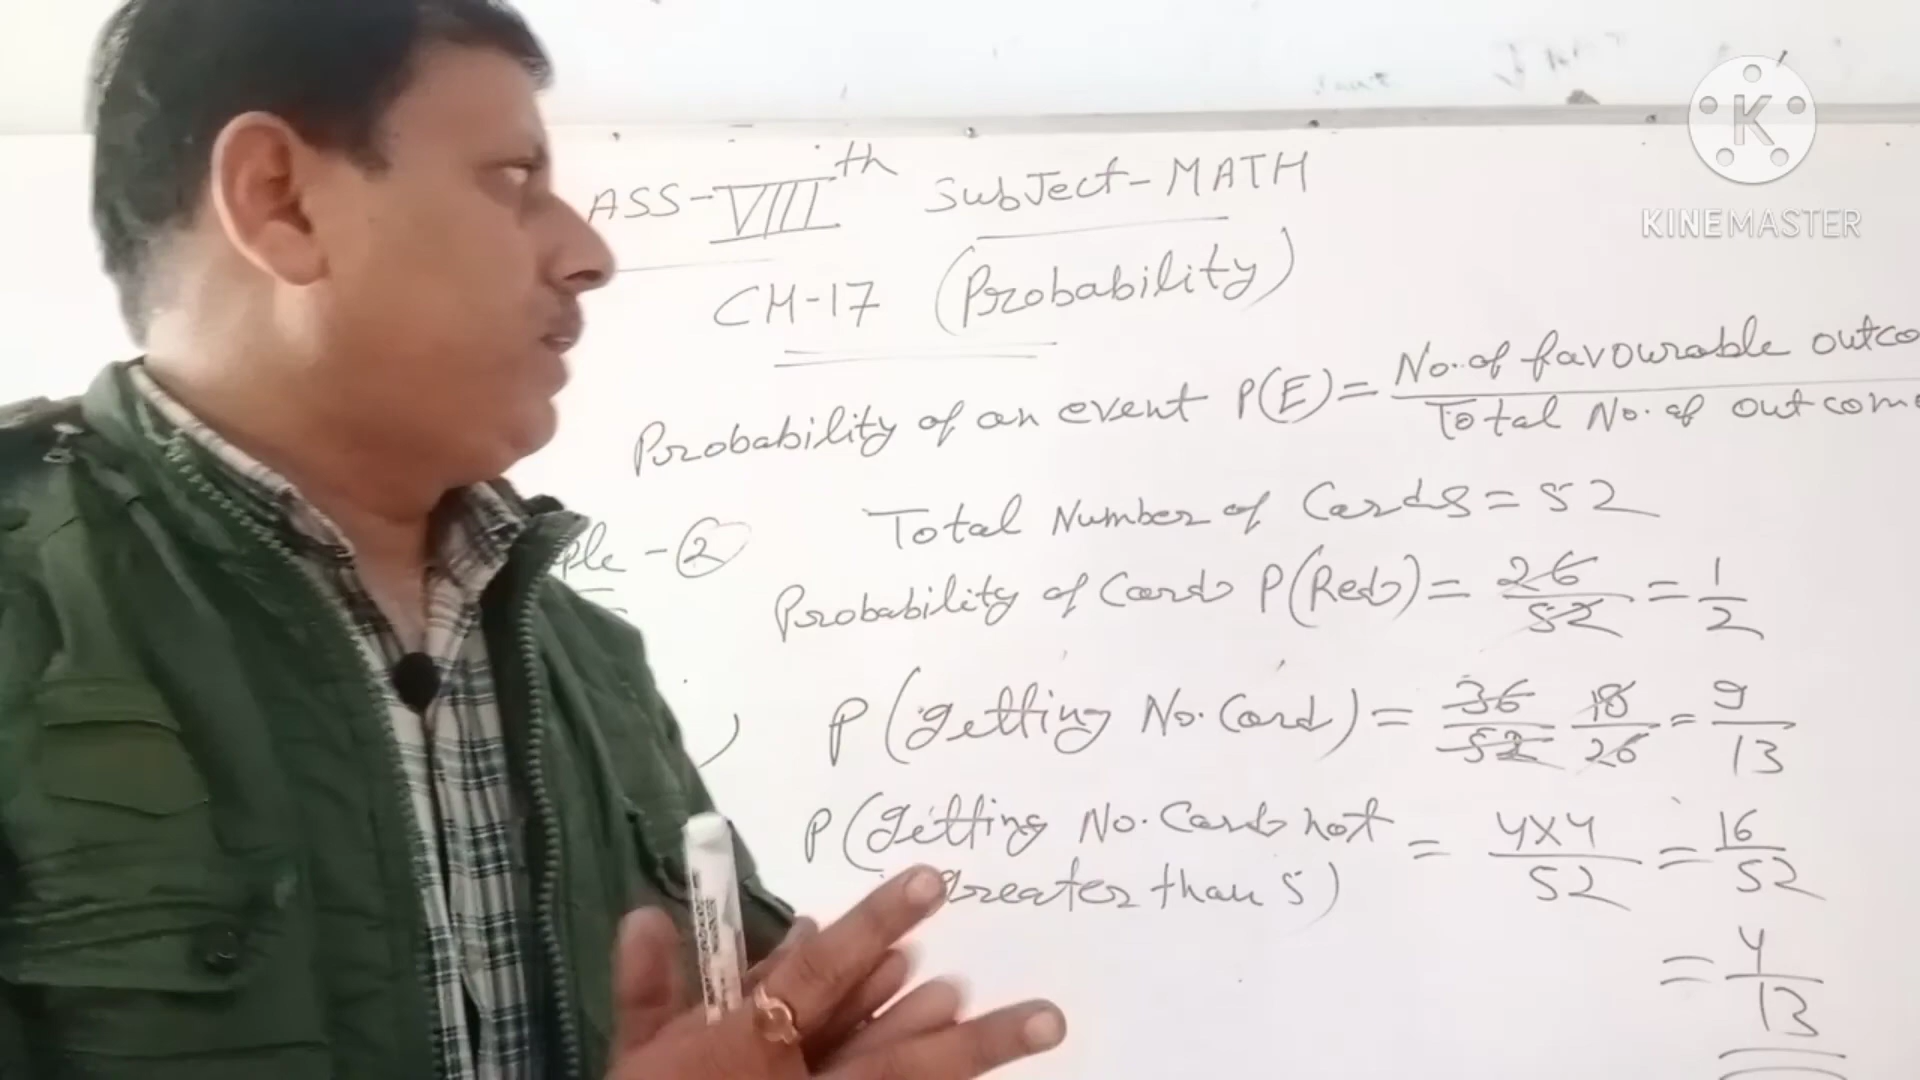 ASS-VIIIth Subject-MATH
K
KINEMASTER
CH-17 (Probability)
Probability of an event P(E)= No. of favourable outco
Total No. of outcome
ple-2
Total Number of Cards = 52
Probability of Card P(Red) = 26/52 = 1/2
P(getting No. Card) = 36/52 18/26 = 9/13
P(getting No. Card not greater than 5) = 4x4/52 = 16/52
= 4/13